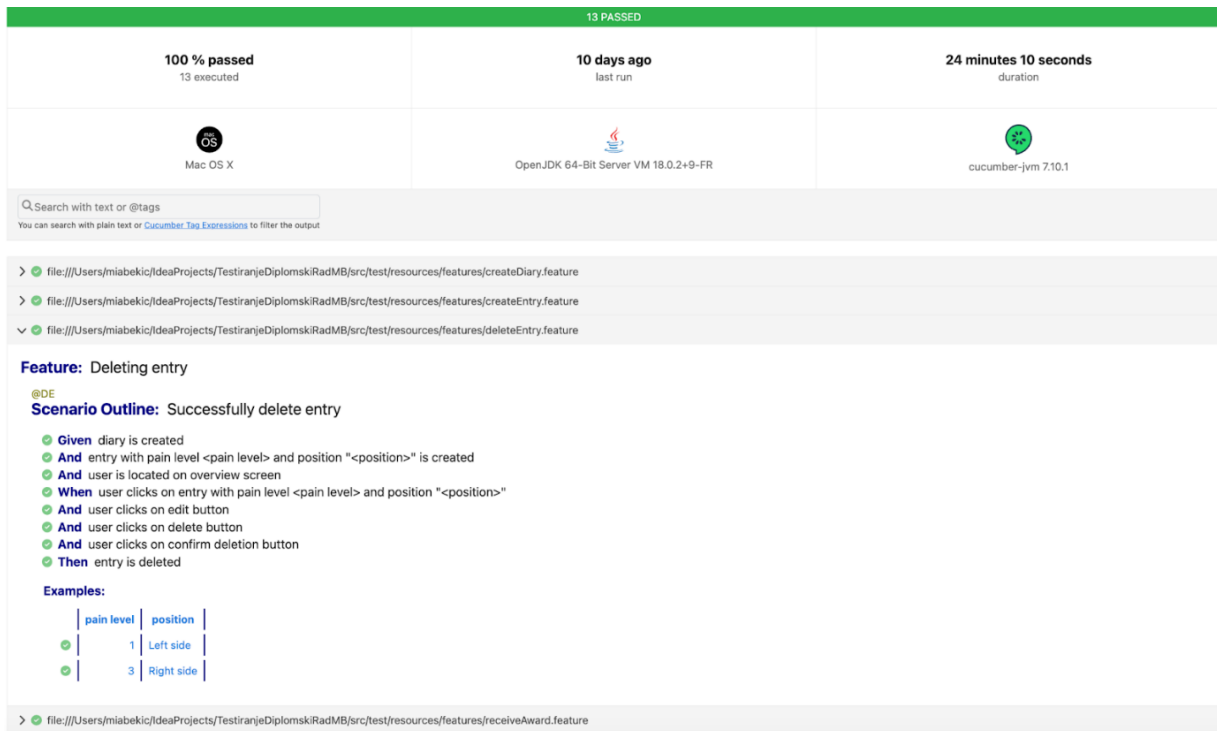 13 PASSED
100 % passed
13 executed
10 days ago
last run
24 minutes 10 seconds
duration
mac
OS
Mac OS X
OpenJDK 64-Bit Server VM 18.0.2+9-FR
cucumber-jvm 7.10.1
Search with text or @tags
You can search with plain text or Cucumber Tag Expressions to filter the output
file:///Users/miabekic/IdeaProjects/TestiranjeDiplomskiRadMB/src/test/resources/features/createDiary.feature
file:///Users/miabekic/IdeaProjects/TestiranjeDiplomskiRadMB/src/test/resources/features/createEntry.feature
file:///Users/miabekic/IdeaProjects/TestiranjeDiplomskiRadMB/src/test/resources/features/deleteEntry.feature
Feature: Deleting entry
@DE
Scenario Outline: Successfully delete entry
Given diary is created
And entry with pain level <pain level> and position "<position>" is created
And user is located on overview screen
When user clicks on entry with pain level <pain level> and position "<position>"
And user clicks on edit button
And user clicks on delete button
And user clicks on confirm deletion button
Then entry is deleted
Examples:
pain level position
1 Left side
3 Right side
file:///Users/miabekic/IdeaProjects/TestiranjeDiplomskiRadMB/src/test/resources/features/receiveAward.feature